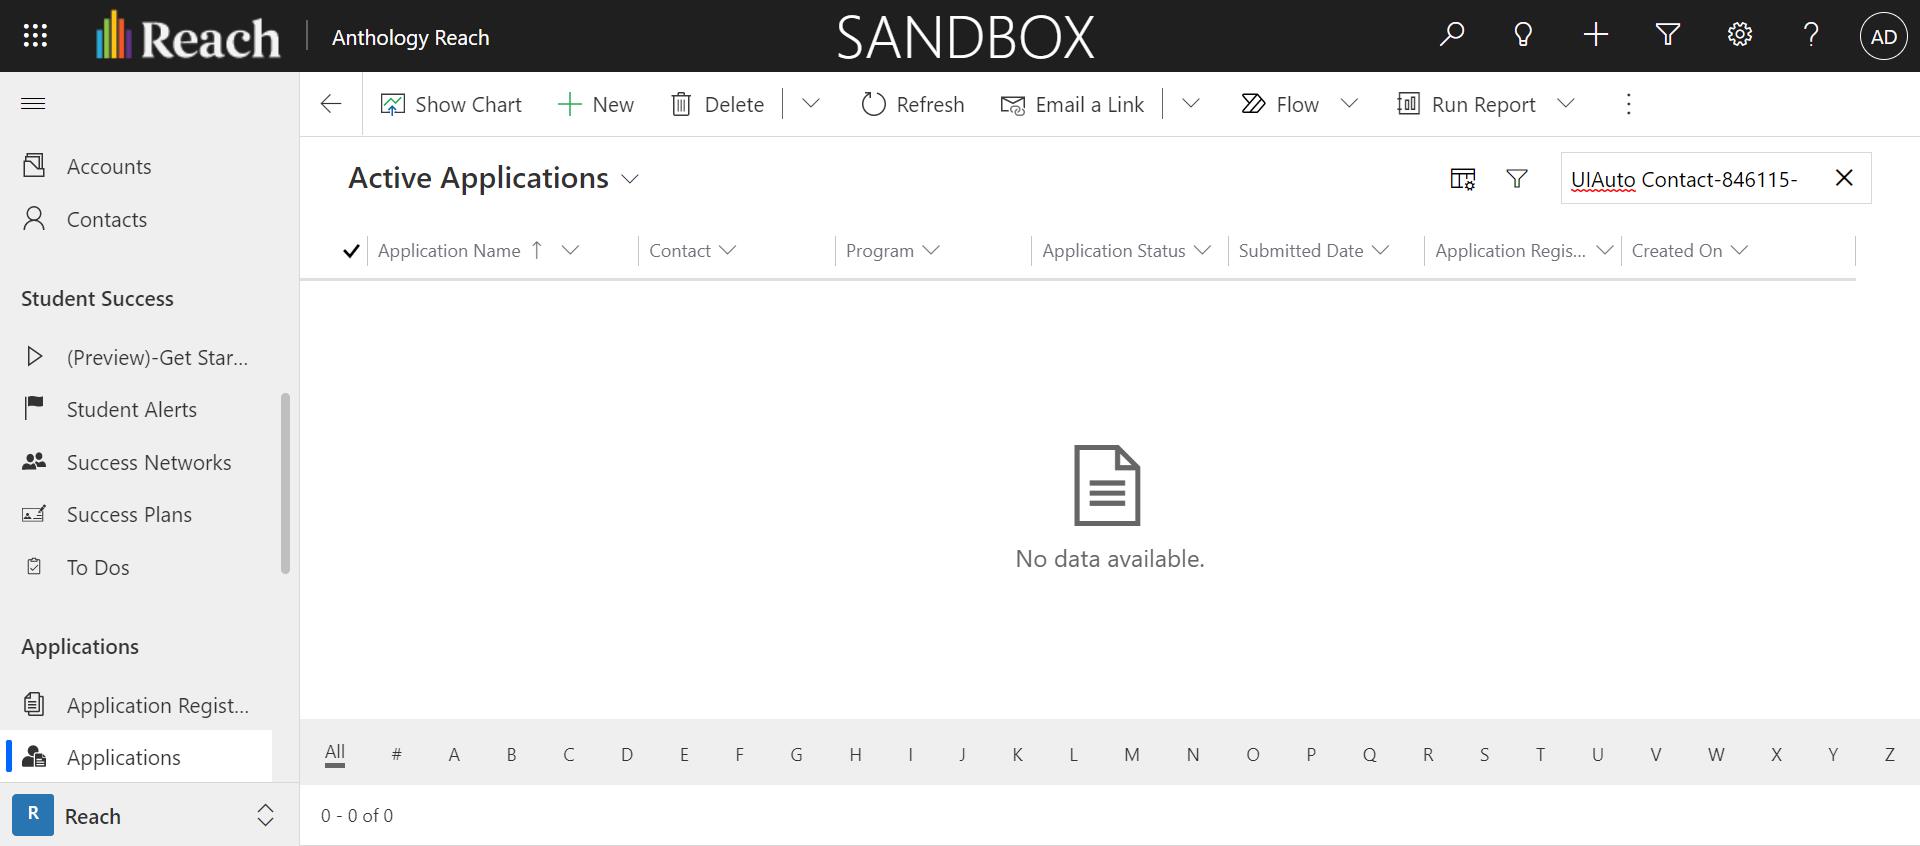 Reach
Anthology Reach
SANDBOX
AD
Show Chart
New
Delete
Refresh
Email a Link
Flow
Run Report
Accounts
Contacts
Student Success
(Preview)-Get Star...
Student Alerts
Success Networks
Success Plans
To Dos
Applications
Application Regist...
Applications
R
Reach
Active Applications
UIAuto Contact-846115-
Application Name
Contact
Program
Application Status
Submitted Date
Application Regis...
Created On
No data available.
All # A B C D E F G H I J K L M N O P Q R S T U V W X Y Z
0 - 0 of 0